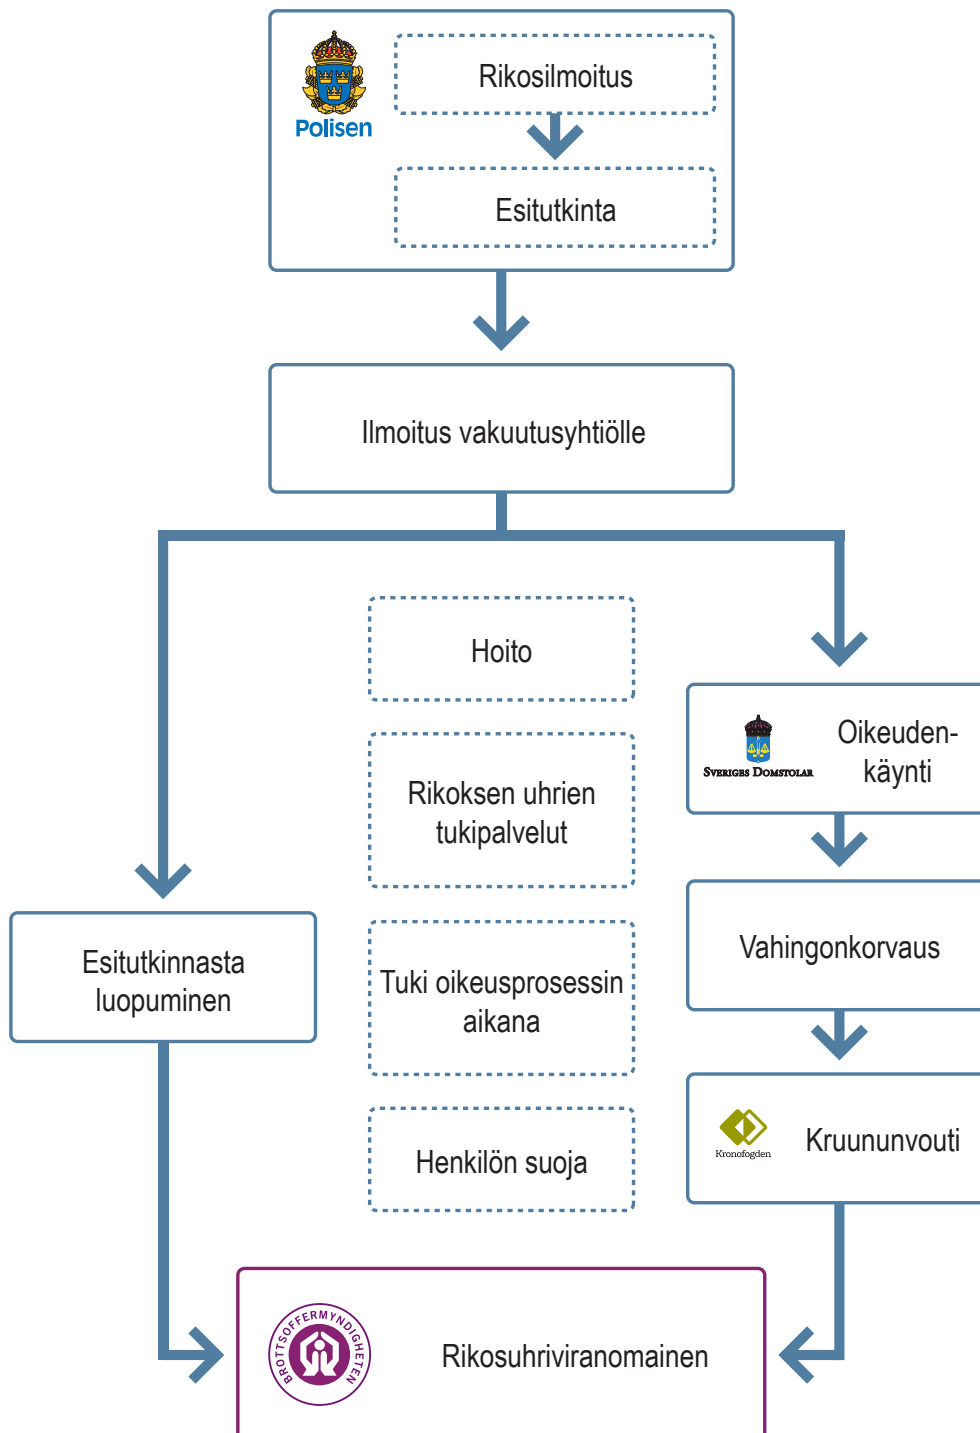 Polisen
Rikosilmoitus
Esitutkinta
Ilmoitus vakuutusyhtiölle
Hoito
Rikoksen uhrien
tukipalvelut
Tuki oikeusprosessin
aikana
Henkilön suoja
Esitutkinnasta
luopuminen
SVERIGES DOMSTOLAR
Oikeuden-
käynti
Vahingonkorvaus
Kronofogden
Kruununvouti
BROTTSOFFERMYNDIGHETEN
Rikosuhriviranomainen